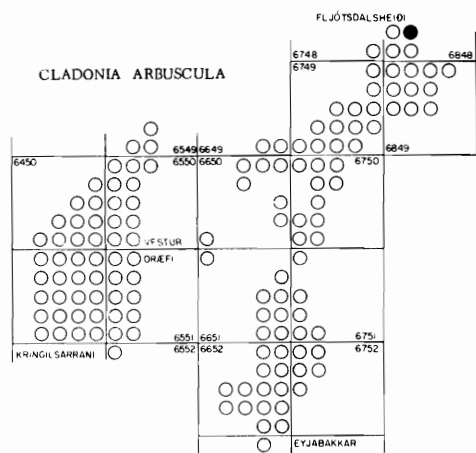 FLJÓTSDALSHEIÐI
6748 6848
6749
CLADONIA ARBUSCULA
6450 6549 6649 6750 6849
6550 6650
VESTUR
ÖRÆFI
6551 6651 6751
KRINGILSÁRRANI 6552 6652 6752
EYJABAKKAR